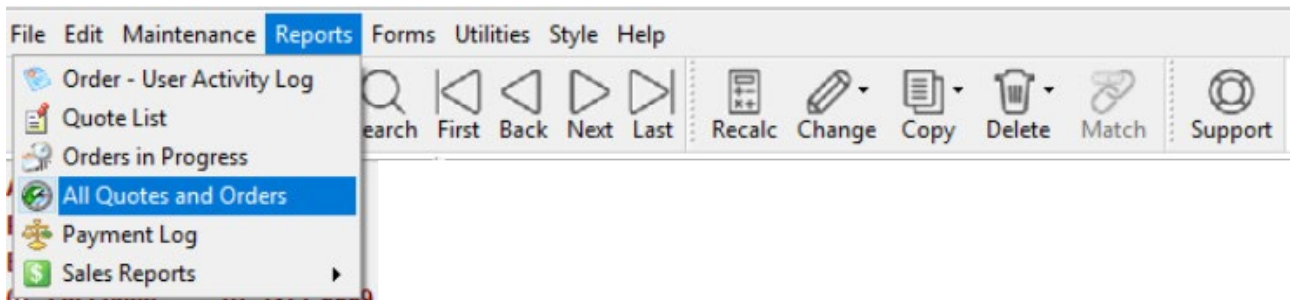 File Edit Maintenance Reports Forms Utilities Style Help
Order - User Activity Log
Quote List
Orders in Progress
All Quotes and Orders
Payment Log
Sales Reports
earch First Back Next Last Recalc Change Copy Delete Match Support